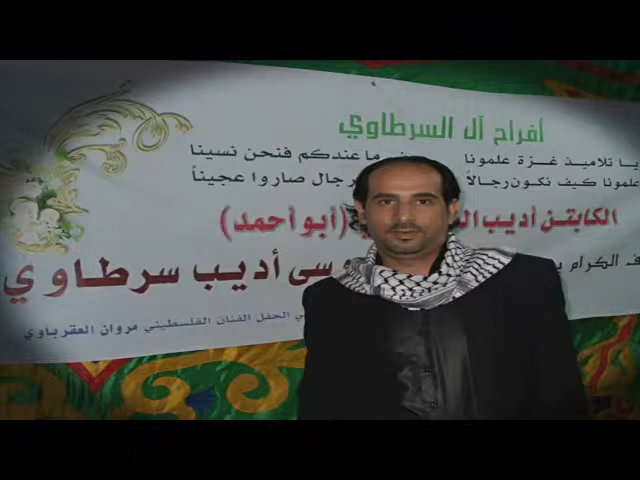 أفراح آل السرطاوي
يا تلاميذ غزة علمونا ما عندكم فنحن نسينا
علمونا كيف نكون رجالاً رجال صاروا عجيناً
الكابتن أديب (أبو أحمد)
الكرام أديب سرطاوي
الحفل الفنان الفلسطيني مروان العقرباوي